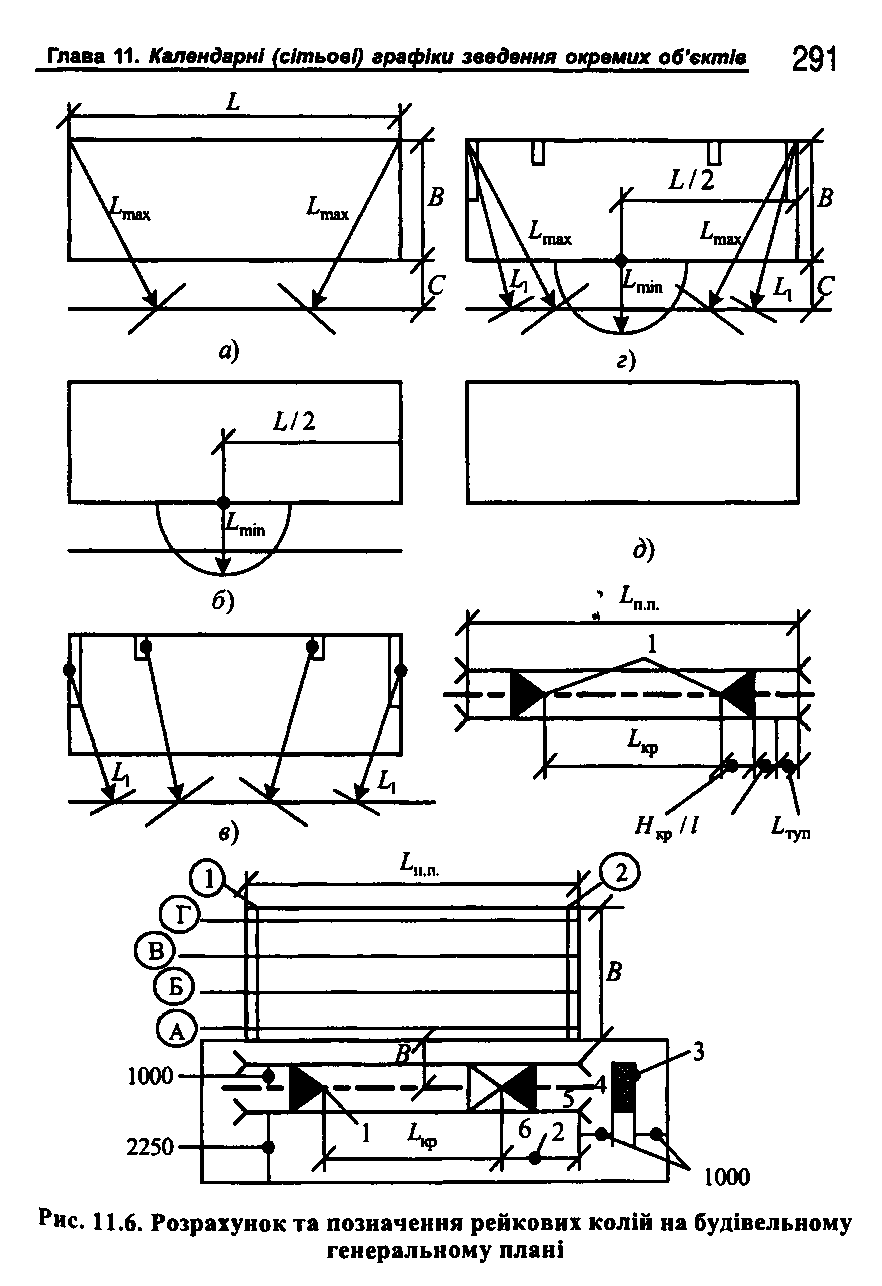 Глава 11. Календарні (сітьові) графіки зведення окремих об'єктів 291
L
B
Lmax
Lmax
C
а)
L/2
B
Lmax
Lmax
L1
Lmin
L1
C
г)
L/2
Lmin
б)
д)
L1
L1
в)
Lп.п.
1
Lкр
Hкр/l
Lтуп
Lп.п.
1
2
Г
В
Б
А
B
B
3
1000
4
5
1
Lкр
6
2
2250
1000
Рис. 11.6. Розрахунок та позначення рейкових колій на будівельному
генеральному плані